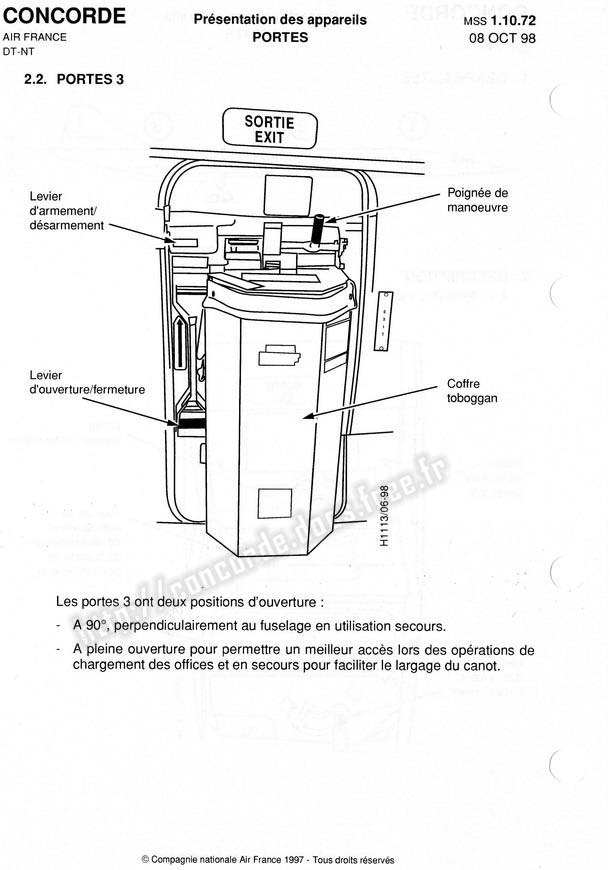 CONCORDE
AIR FRANCE
DT-NT
Présentation des appareils
PORTES
MSS 1.10.72
08 OCT 98
2.2. PORTES 3
SORTIE
EXIT
Levier
d'armement/
désarmement
Poignée de
manoeuvre
EXIT
Levier
d'ouverture/fermeture
Coffre
toboggan
H1113/06-98
http://concorde.docs.free.fr
Les portes 3 ont deux positions d'ouverture :
- A 90°, perpendiculairement au fuselage en utilisation secours.
- A pleine ouverture pour permettre un meilleur accès lors des opérations de
chargement des offices et en secours pour faciliter le largage du canot.
© Compagnie nationale Air France 1997 - Tous droits réservés